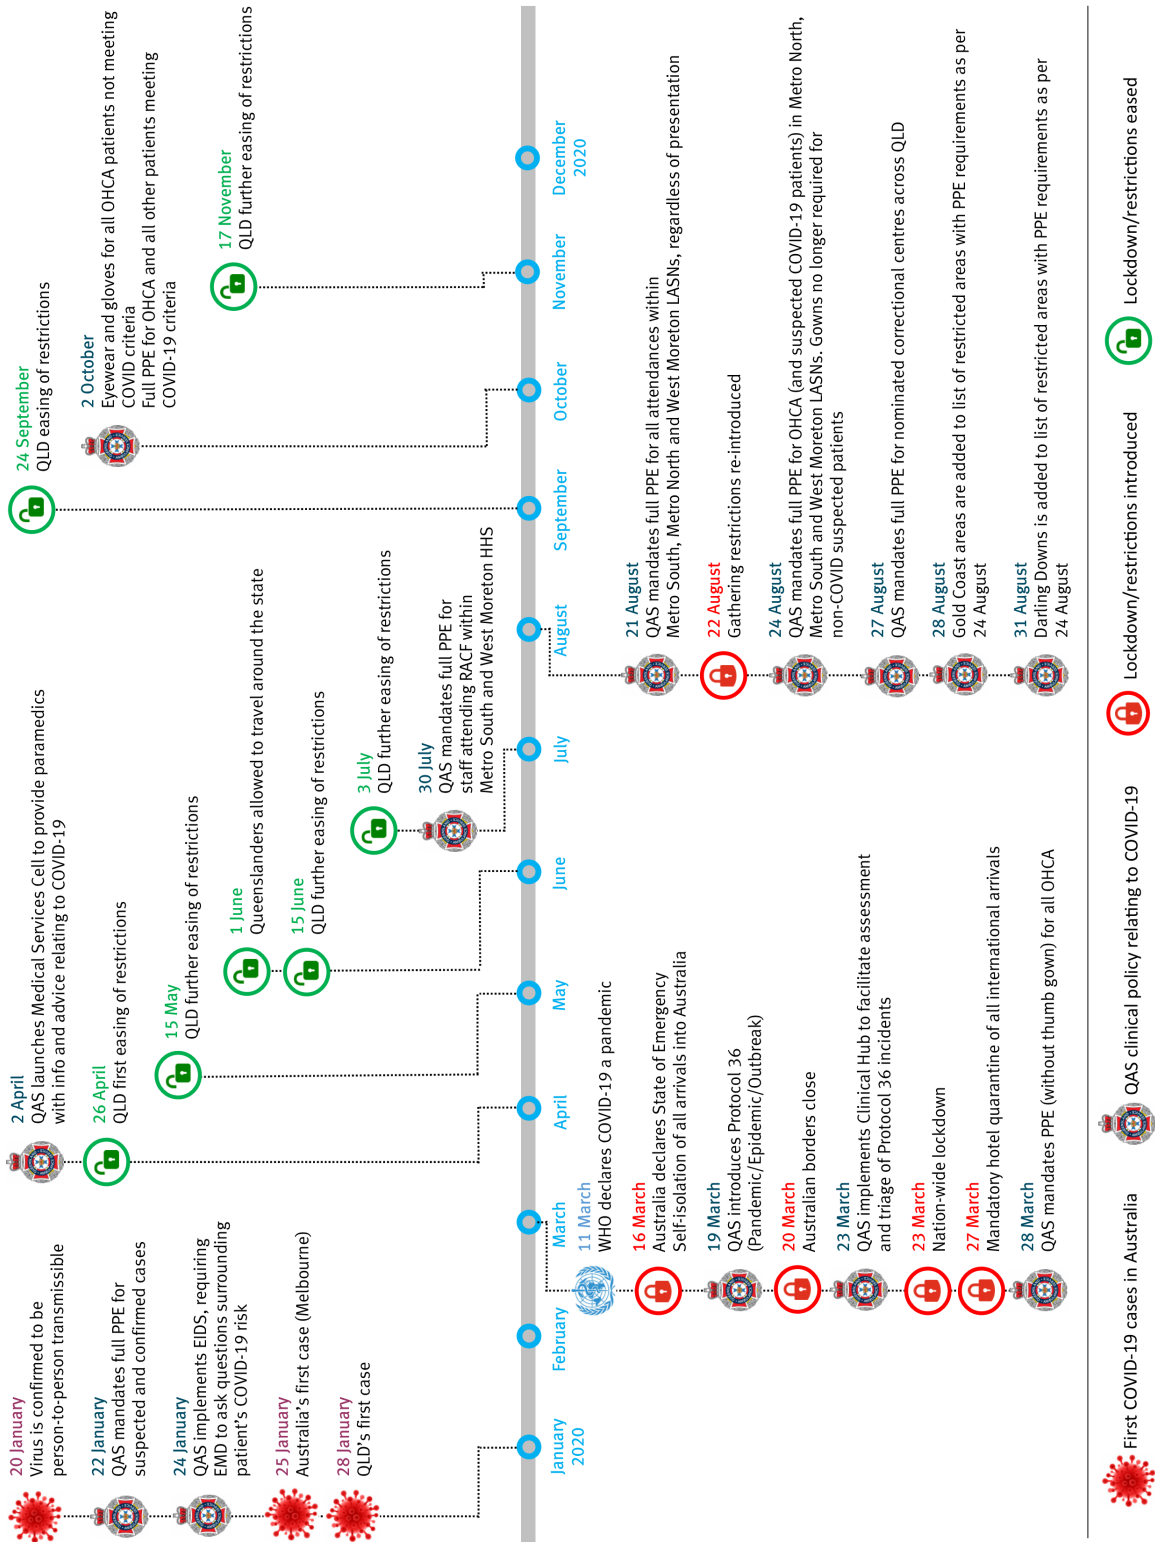 20 January
Virus is confirmed to be
person-to-person transmissible
22 January
QAS mandates full PPE for
suspected and confirmed cases
24 January
QAS implements EIDS, requiring
EMD to ask questions surrounding
patient's COVID-19 risk
25 January
Australia's first case (Melbourne)
28 January
QLD's first case
2 April
QAS launches Medical Services Cell to provide paramedics
with info and advice relating to COVID-19
26 April
QLD first easing of restrictions
15 May
QLD further easing of restrictions
1 June
Queenslanders allowed to travel around the state
15 June
QLD further easing of restrictions
3 July
QLD further easing of restrictions
30 July
QAS mandates full PPE for
staff attending RACF within
Metro South and West Moreton HHS
24 September
QLD easing of restrictions
2 October
Eyewear and gloves for all OHCA patients not meeting
COVID criteria
Full PPE for OHCA and all other patients meeting
COVID-19 criteria
17 November
QLD further easing of restrictions
January
2020
February
March
April
May
June
July
August
September
October
November
December
2020
11 March
WHO declares COVID-19 a pandemic
16 March
Australia declares State of Emergency
Self-isolation of all arrivals into Australia
19 March
QAS introduces Protocol 36
(Pandemic/Epidemic/Outbreak)
20 March
Australian borders close
23 March
QAS implements Clinical Hub to facilitate assessment
and triage of Protocol 36 incidents
23 March
Nation-wide lockdown
27 March
Mandatory hotel quarantine of all international arrivals
28 March
QAS mandates PPE (without thumb gown) for all OHCA
21 August
QAS mandates full PPE for all attendances within
Metro South, Metro North and West Moreton LASNs, regardless of presentation
22 August
Gathering restrictions re-introduced
24 August
QAS mandates full PPE for OHCA (and suspected COVID-19 patients) in Metro North,
Metro South and West Moreton LASNs. Gowns no longer required for
non-COVID suspected patients
27 August
QAS mandates full PPE for nominated correctional centres across QLD
28 August
Gold Coast areas are added to list of restricted areas with PPE requirements as per
24 August
31 August
Darling Downs is added to list of restricted areas with PPE requirements as per
24 August
First COVID-19 cases in Australia
QAS clinical policy relating to COVID-19
Lockdown/restrictions introduced
Lockdown/restrictions eased